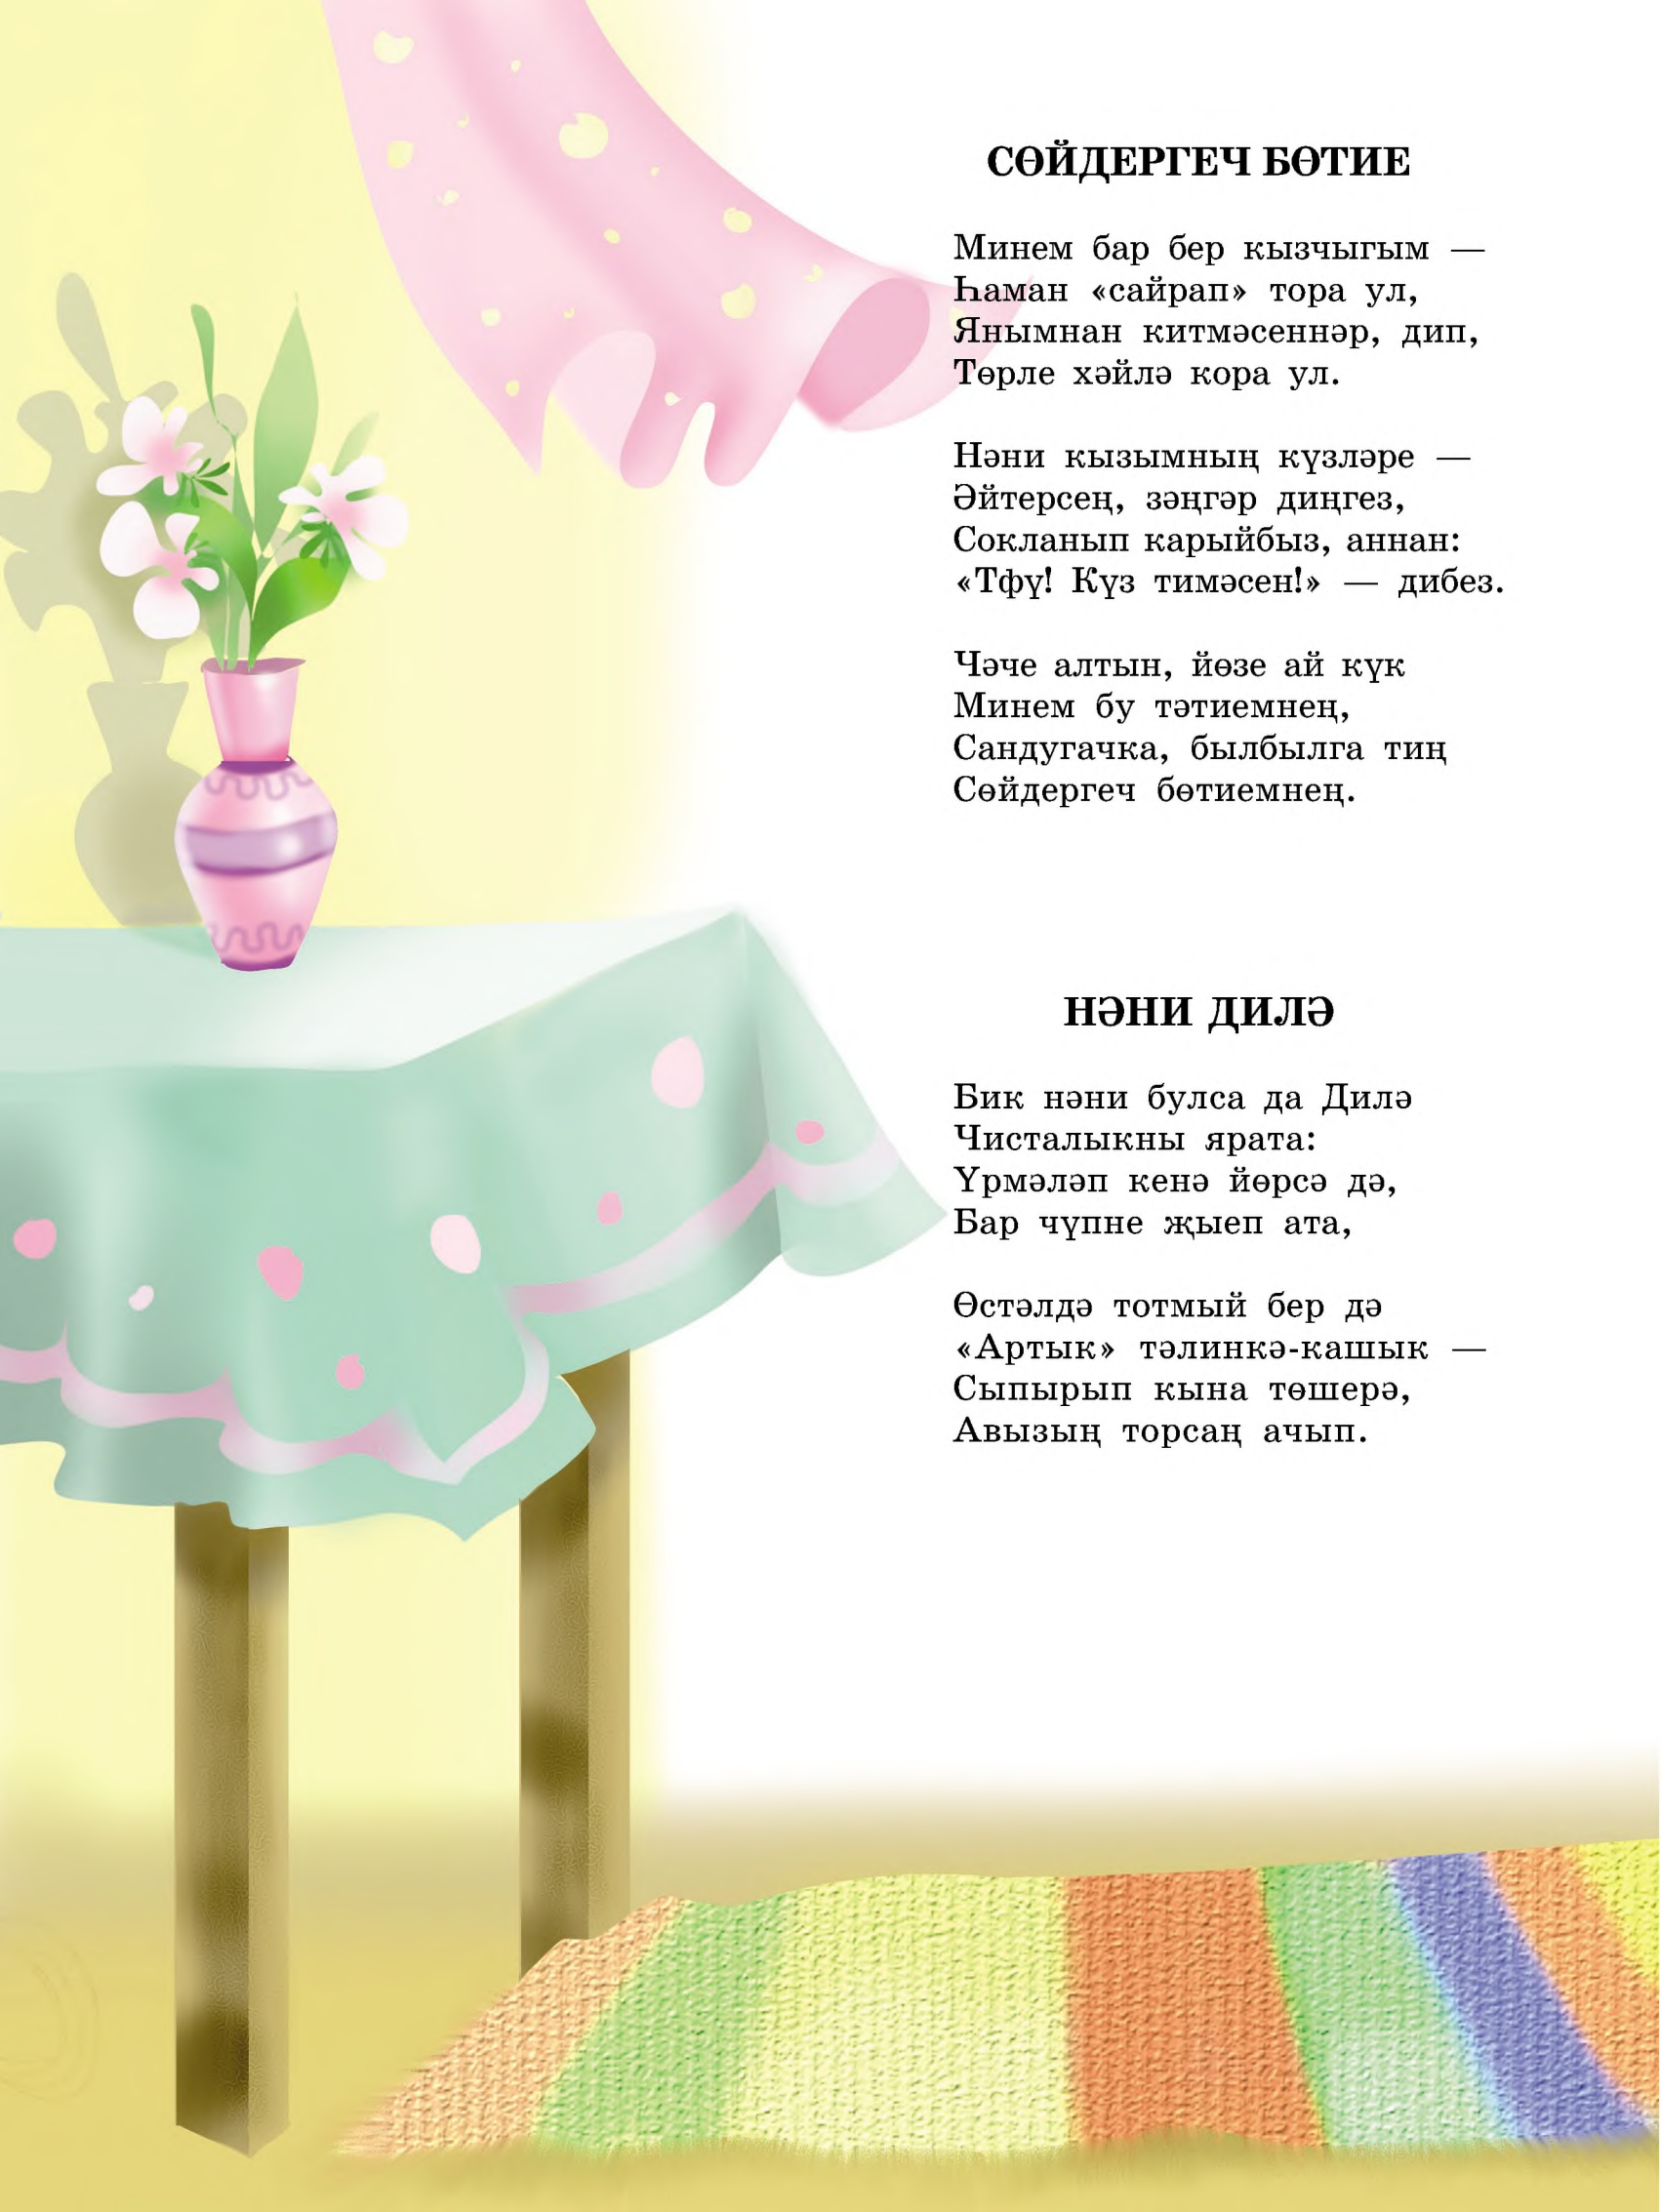 СӨЙДЕРГЕЧ БӨТИЕ
Минем бар бер кызчыгым —
Һаман «сайрап» тора ул,
Янымнан китмәсеннәр, дип,
Төрле хәйлә кора ул.
Нәни кызымның күзләре —
Әйтерсең, зәңгәр диңгез,
Сокланып карыйбыз, аннан:
«Тфү! Күз тимәсен!» — дибез.
Чәче алтын, йөзе ай күк
Минем бу тәтиемнең,
Сандугачка, былбылга тиң
Сөйдергеч бөтиемнең.
НӘНИ ДИЛӘ
Бик нәни булса да Дилә
Чисталыкны ярата:
Үрмәләп кенә йөрсә дә,
Бар чүпне җыеп ата,
Өстәлдә тотмый бер дә
«Артык» тәлинкә-кашык —
Сыпырып кына төшерә,
Авызың торсаң ачып.